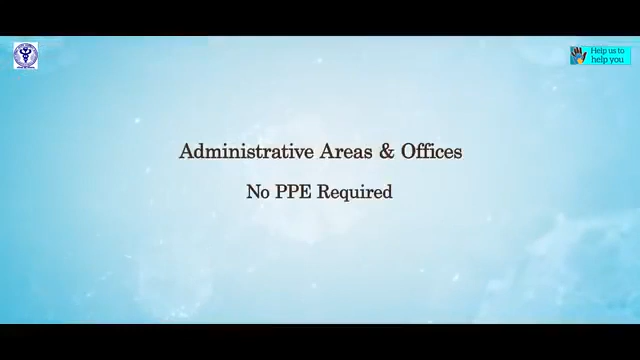 Help us to
help you
Administrative Areas & Offices
No PPE Required